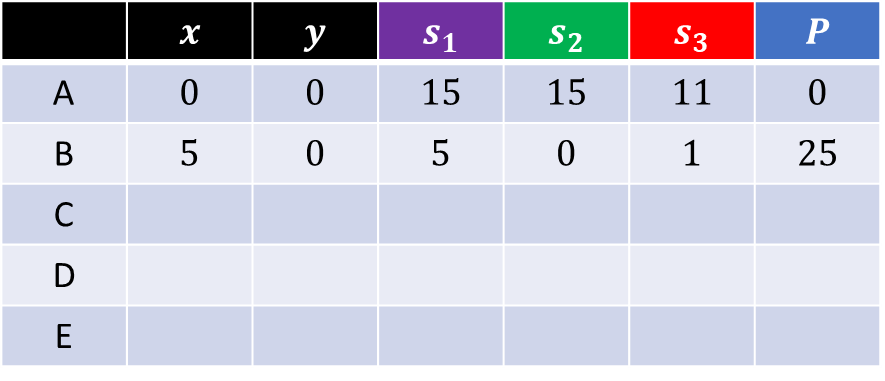 x y s₁ s₂ s₃ P
A 0 0 15 15 11 0
B 5 0 5 0 1 25
C
D
E